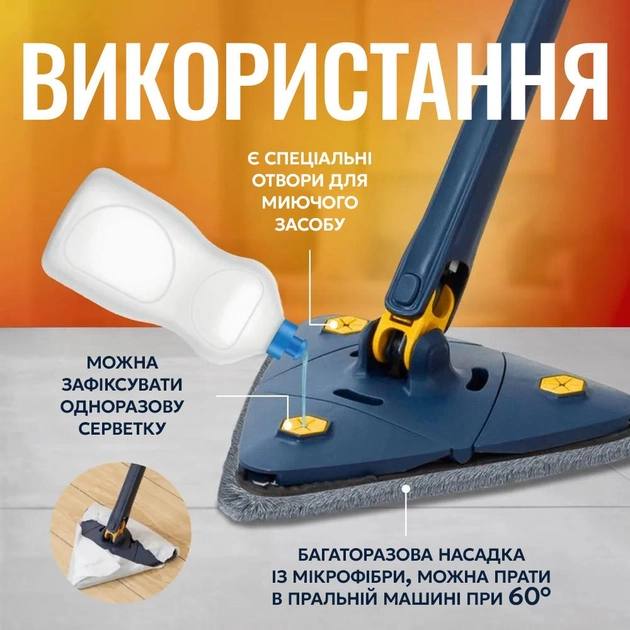 ВИКОРИСТАННЯ
Є СПЕЦІАЛЬНІ
ОТВОРИ ДЛЯ
МИЮЧОГО
ЗАСОБУ
МОЖНА
ЗАФІКСУВАТИ
ОДНОРАЗОВУ
СЕРВЕТКУ
БАГАТОРАЗОВА НАСАДКА
ІЗ МІКРОФІБРИ, МОЖНА ПРАТИ
В ПРАЛЬНІЙ МАШИНІ ПРИ 60°